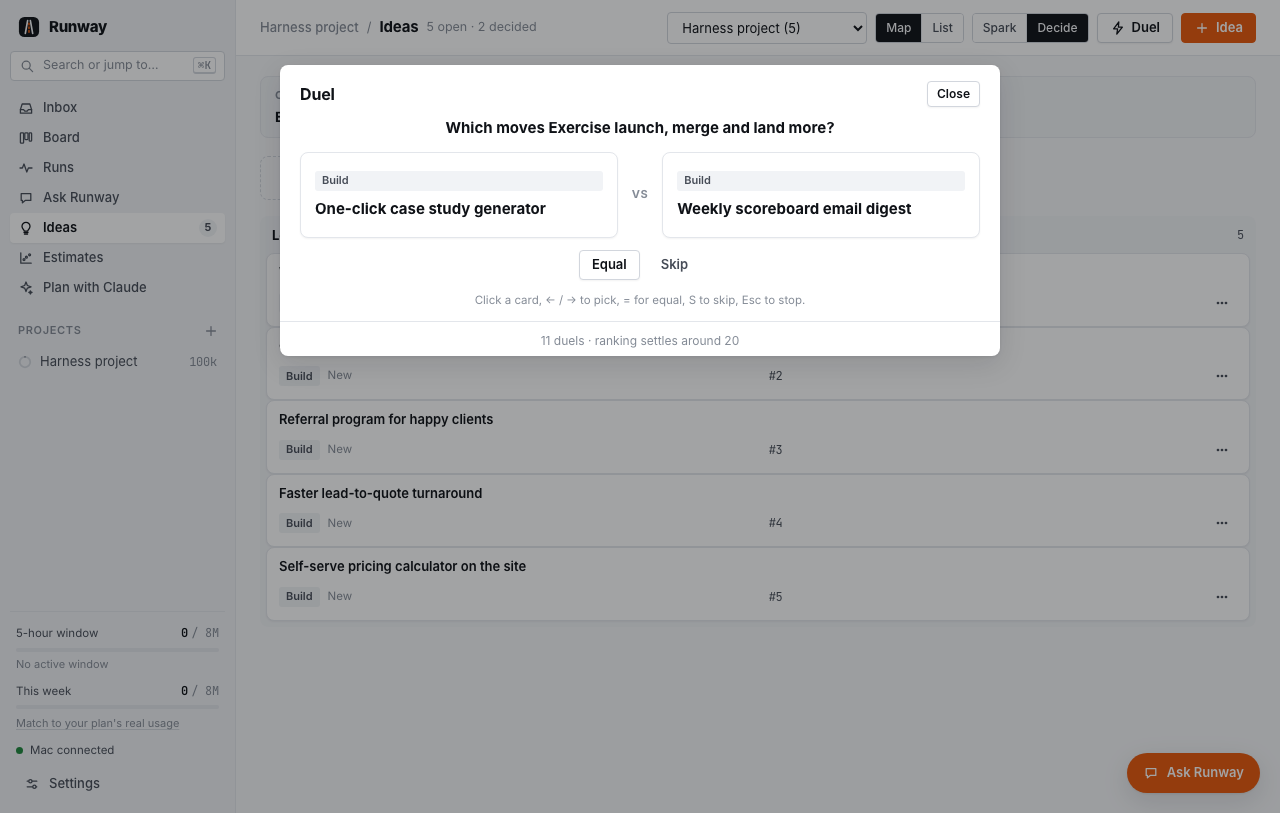 Runway
Search or jump to... ⌘K
Inbox
Board
Runs
Ask Runway
Ideas 5
Estimates
Plan with Claude
PROJECTS
Harness project 100k
5-hour window 0 / 8M
No active window
This week 0 / 8M
Match to your plan's real usage
Mac connected
Settings
Harness project / Ideas 5 open · 2 decided
Harness project (5)
Map List
Spark Decide
Duel
+ Idea
Duel
Close
Which moves Exercise launch, merge and land more?
Build
One-click case study generator
vs
Build
Weekly scoreboard email digest
Equal Skip
Click a card, ← / → to pick, = for equal, S to skip, Esc to stop.
11 duels · ranking settles around 20
5
Build New #2
Referral program for happy clients
Build New #3
Faster lead-to-quote turnaround
Build New #4
Self-serve pricing calculator on the site
Build New #5
Ask Runway